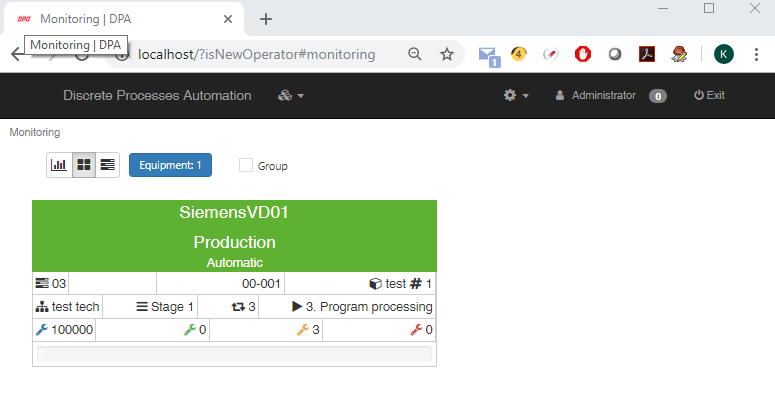 DPA Monitoring | DPA
Monitoring | DPA
localhost/?isNewOperator#monitoring
1
4
K
Discrete Processes Automation
Administrator 0 Exit
Monitoring
Equipment: 1 Group
SiemensVD01
Production
Automatic
03 00-001 test # 1
test tech Stage 1 3 3. Program processing
100000 0 3 0